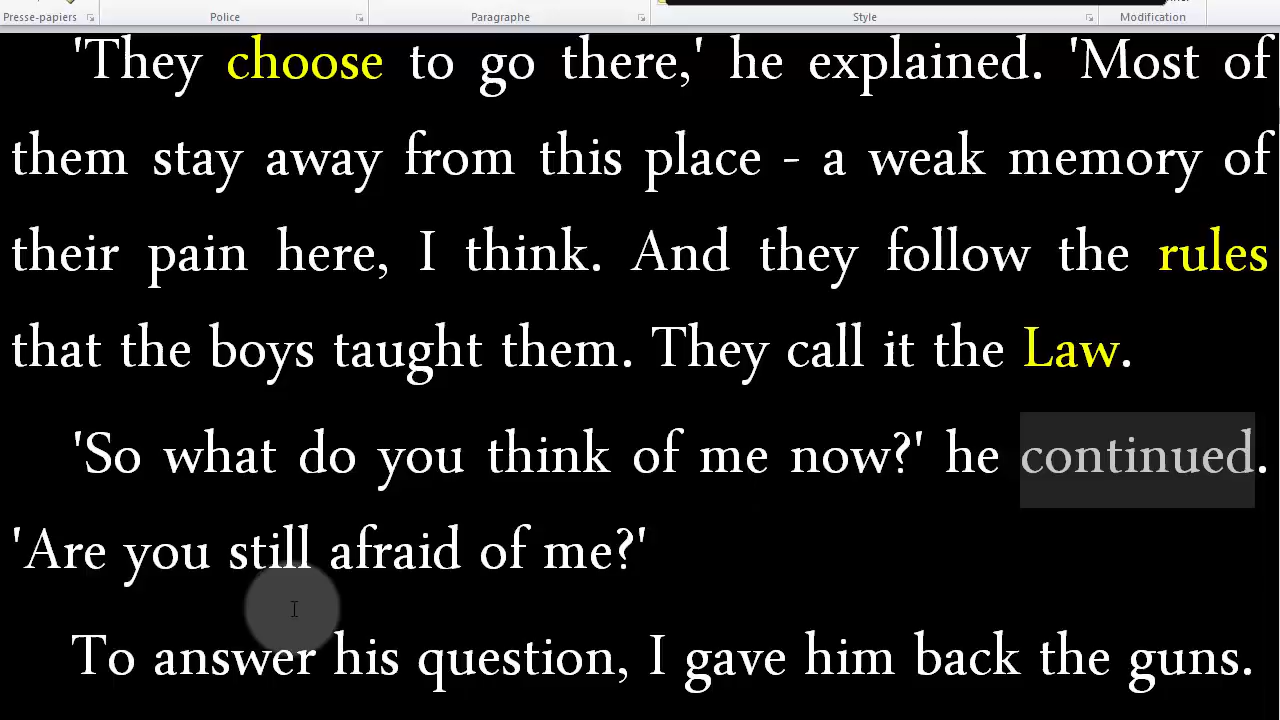 Presse-papiers Police Paragraphe Style Modification
'They choose to go there,' he explained. 'Most of
them stay away from this place - a weak memory of
their pain here, I think. And they follow the rules
that the boys taught them. They call it the Law.
'So what do you think of me now?' he continued.
'Are you still afraid of me?'
To answer his question, I gave him back the guns.